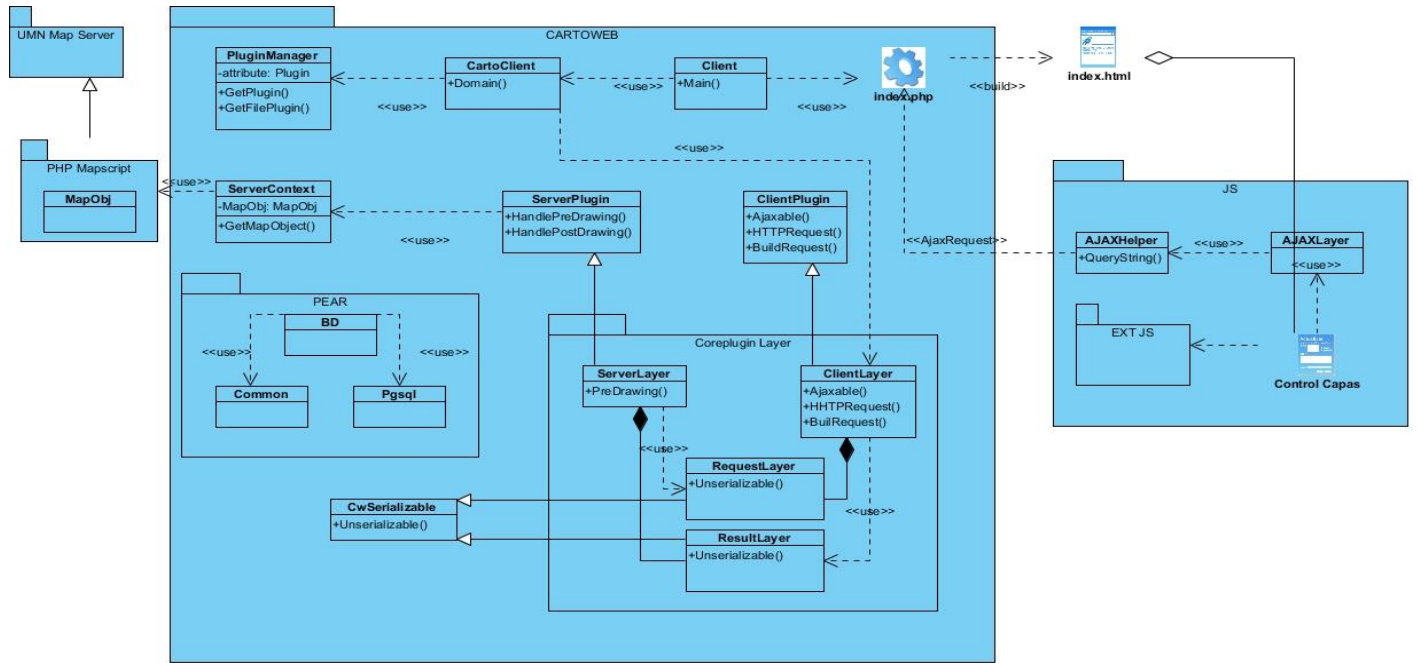 UMN Map Server
CARTOWEB
PluginManager
-attribute: Plugin
+GetPlugin()
+GetFilePlugin()
<<use>>
CartoClient
+Domain()
<<use>>
Client
+Main()
<<use>>
index.php
<<build>>
index.html
<<use>>
PHP Mapscript
MapObj
<<use>>
ServerContext
-MapObj: MapObj
+GetMapObject()
<<use>>
ServerPlugin
+HandlePreDrawing()
+HandlePostDrawing()
ClientPlugin
+Ajaxable()
+HTTPRequest()
+BuildRequest()
<<AjaxRequest>>
JS
AJAXHelper
+QueryString()
<<use>>
AJAXLayer
<<use>>
EXT JS
Control Capas
PEAR
BD
<<use>>
<<use>>
Common
Pgsql
Coreplugin Layer
ServerLayer
+PreDrawing()
ClientLayer
+Ajaxable()
+HHTPRequest()
+BuilRequest()
<<use>>
RequestLayer
+Unserializable()
<<use>>
CwSerializable
+Unserializable()
ResultLayer
+Unserializable()